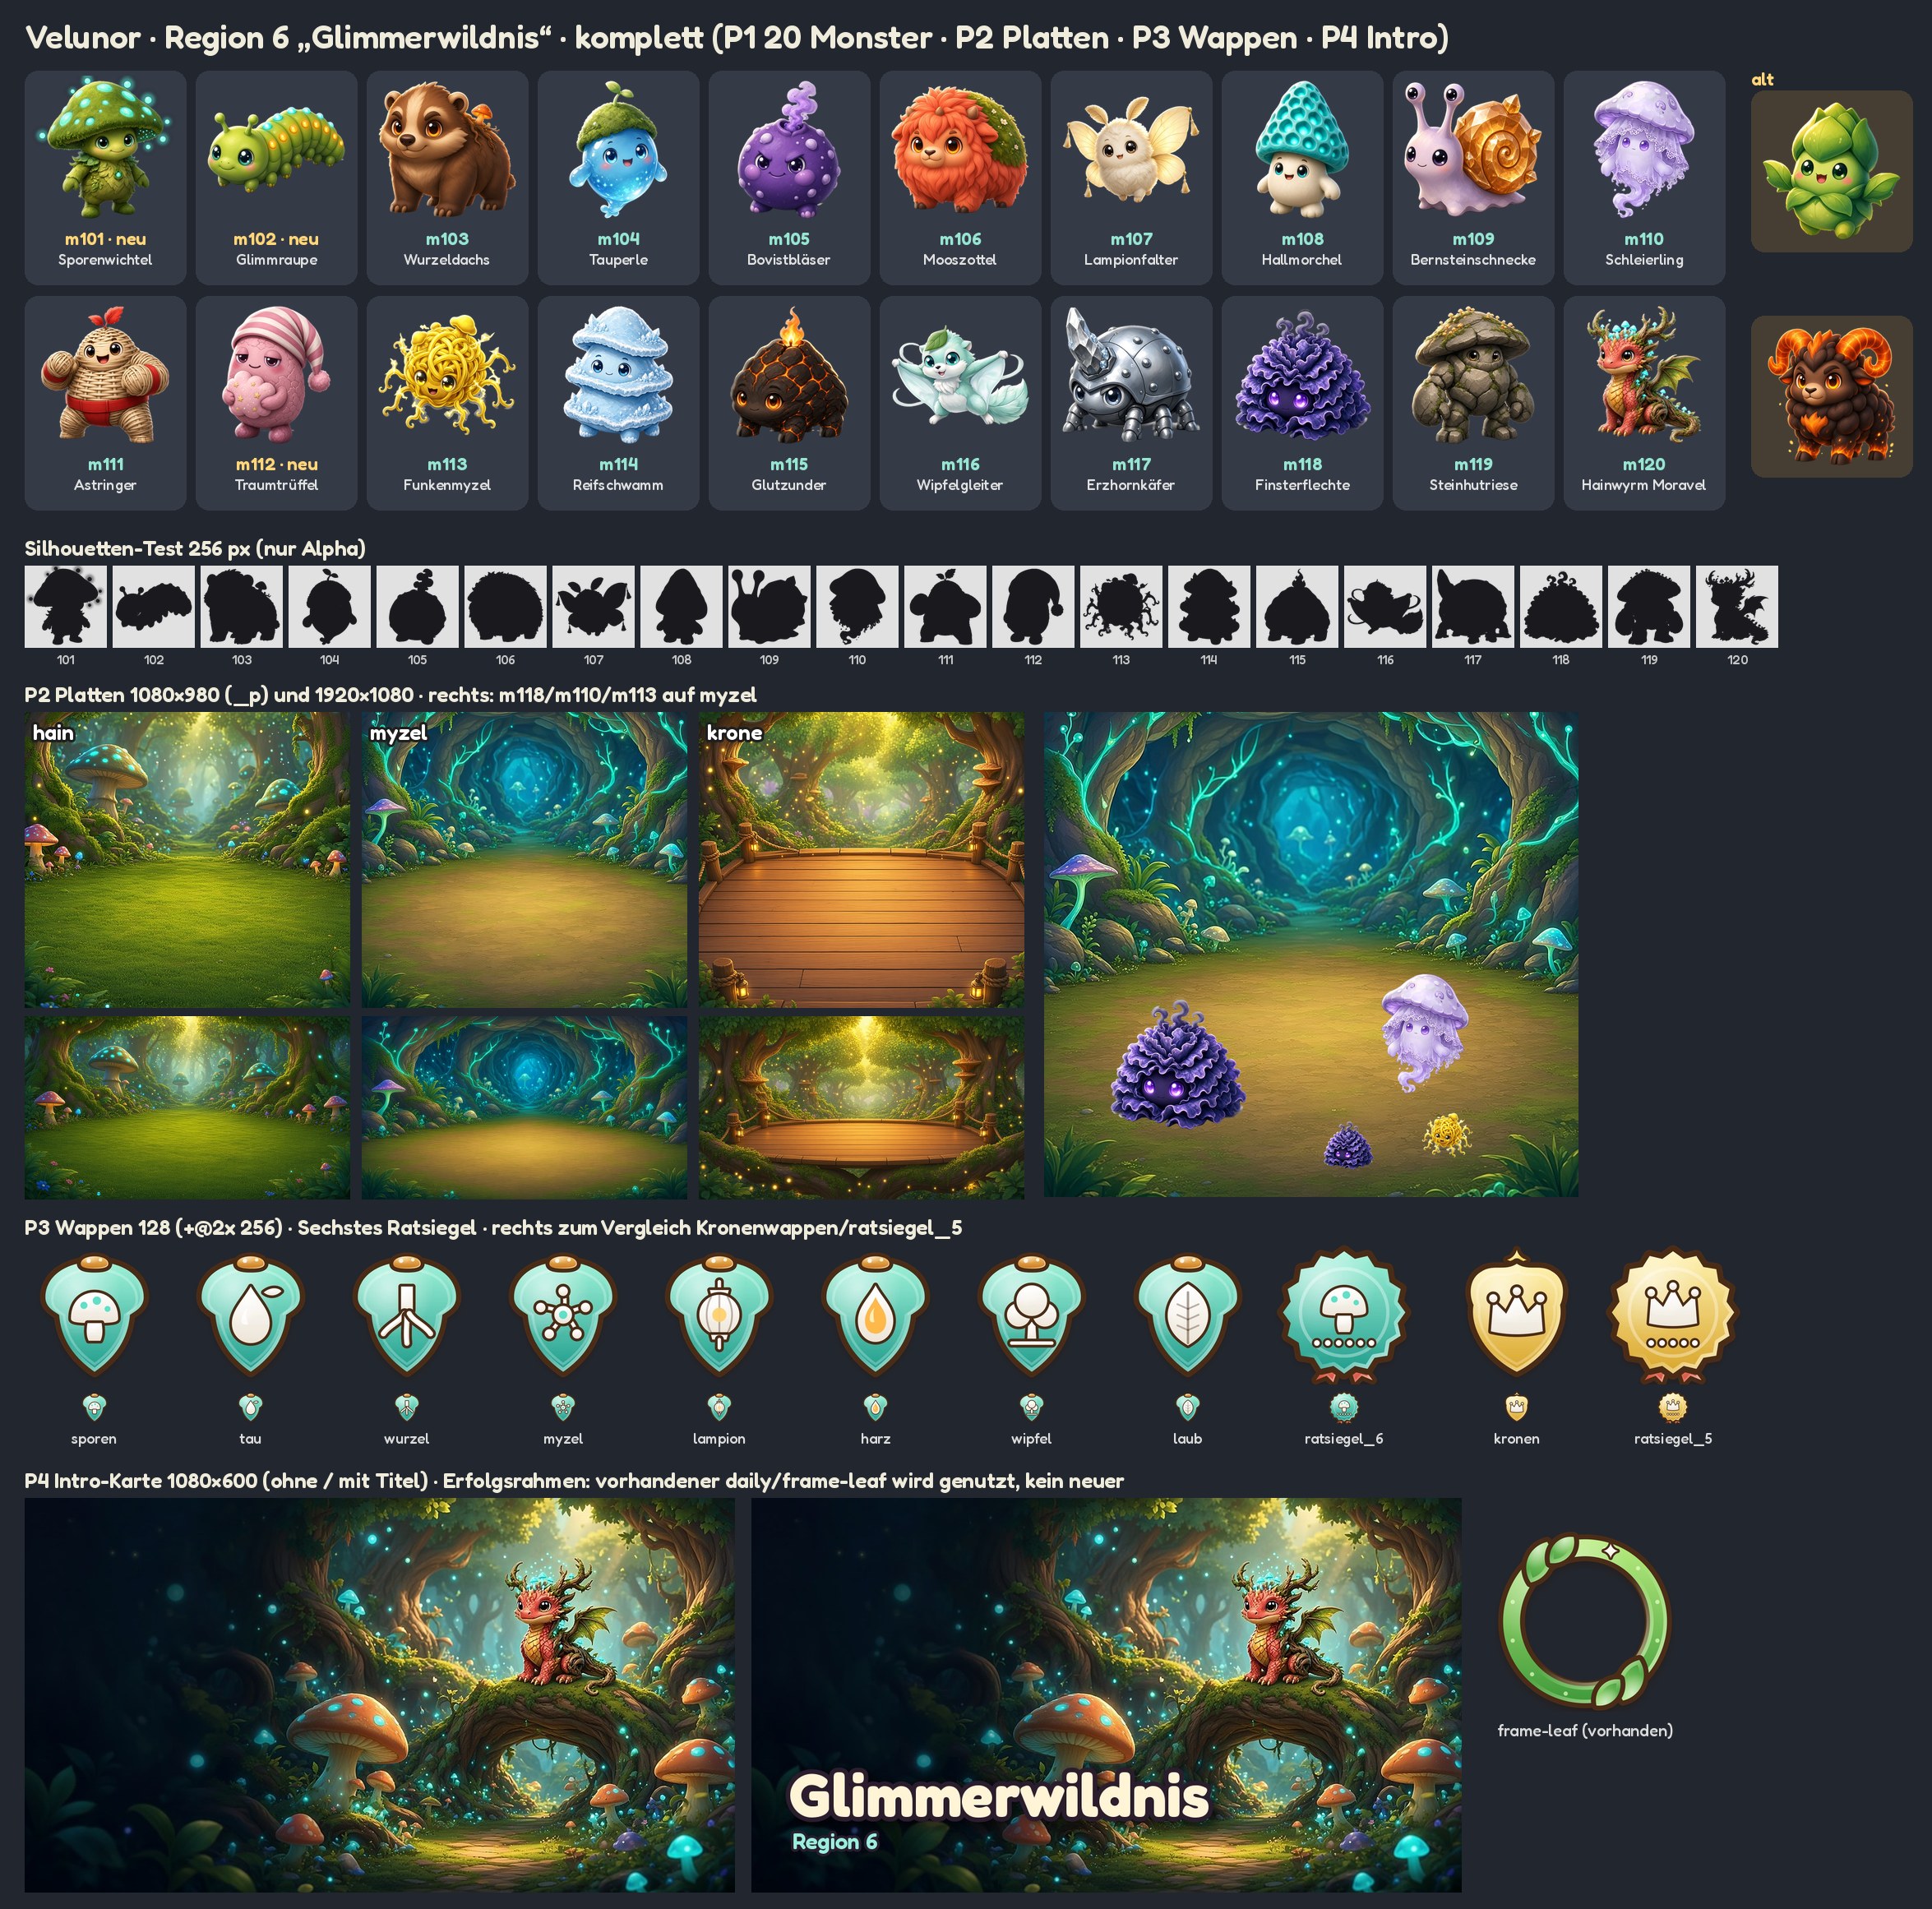 Velunor · Region 6 „Glimmerwildnis“ · komplett (P1 20 Monster · P2 Platten · P3 Wappen · P4 Intro)
alt
m101 · neu
Sporenwichtel
m102 · neu
Glimmraupe
m103
Wurzeldachs
m104
Tauperle
m105
Bovistbläser
m106
Mooszottel
m107
Lampionfalter
m108
Hallmorchel
m109
Bernsteinschnecke
m110
Schleierling
m111
Astringer
m112 · neu
Traumtrüffel
m113
Funkenmyzel
m114
Reifschwamm
m115
Glutzunder
m116
Wipfelgleiter
m117
Erzhornkäfer
m118
Finsterflechte
m119
Steinhutriese
m120
Hainwyrm Moravel
Silhouetten-Test 256 px (nur Alpha)
101 102 103 104 105 106 107 108 109 110 111 112 113 114 115 116 117 118 119 120
P2 Platten 1080×980 (_p) und 1920×1080 · rechts: m118/m110/m113 auf myzel
hain
myzel
krone
P3 Wappen 128 (+@2x 256) · Sechstes Ratsiegel · rechts zum Vergleich Kronenwappen/ratsiegel_5
sporen tau wurzel myzel lampion harz wipfel laub ratsiegel_6 kronen ratsiegel_5
P4 Intro-Karte 1080×600 (ohne / mit Titel) · Erfolgsrahmen: vorhandener daily/frame-leaf wird genutzt, kein neuer
Glimmerwildnis
Region 6
frame-leaf (vorhanden)